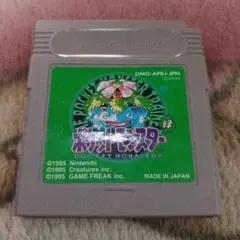 DMG-APBJ-JPN
ポケットモンスター
緑
POCKET MONSTERS
©1995 Nintendo
©1995 Creatures inc.
©1995 GAME FREAK inc.
MADE IN JAPAN